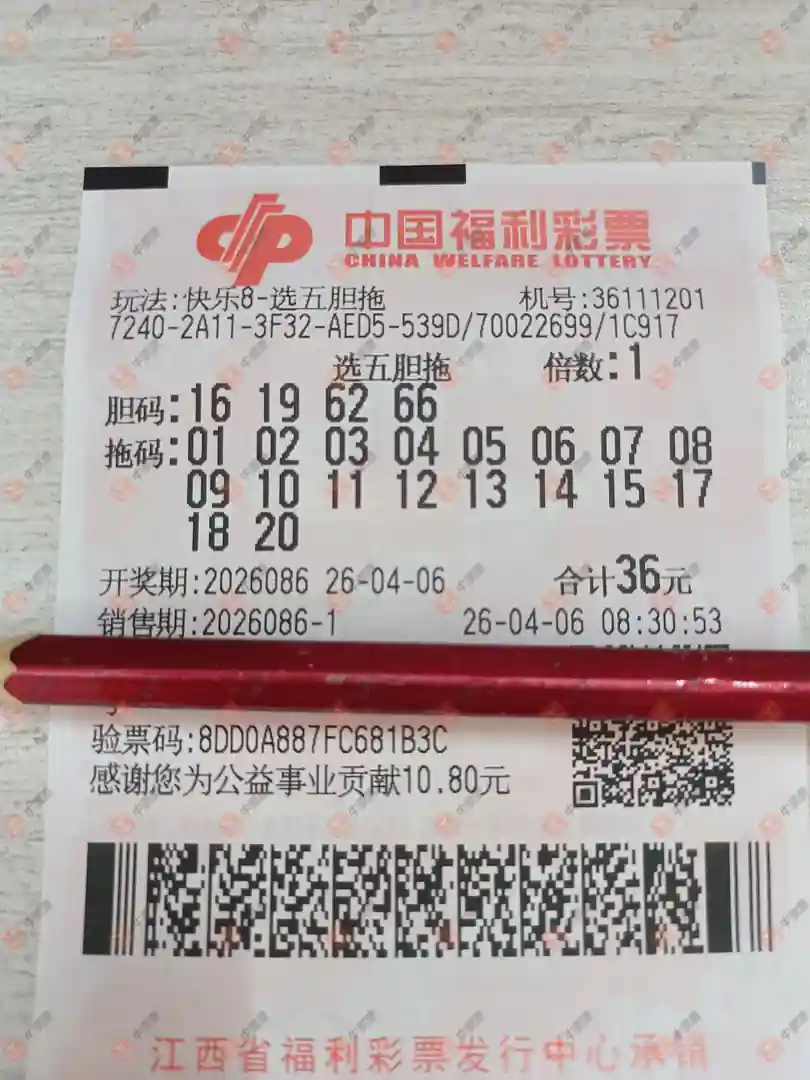 中国福利彩票
CHINA WELFARE LOTTERY
玩法:快乐8-选五胆拖 机号:36111201
7240-2A11-3F32-AED5-539D/70022699/1C917
选五胆拖 倍数:1
胆码:16 19 62 66
拖码:01 02 03 04 05 06 07 08
09 10 11 12 13 14 15 17
18 20
开奖期:2026086 26-04-06 合计36元
销售期:2026086-1 26-04-06 08:30:53
验票码:8DD0A887FC681B3C
感谢您为公益事业贡献10.80元
江西省福利彩票发行中心承销